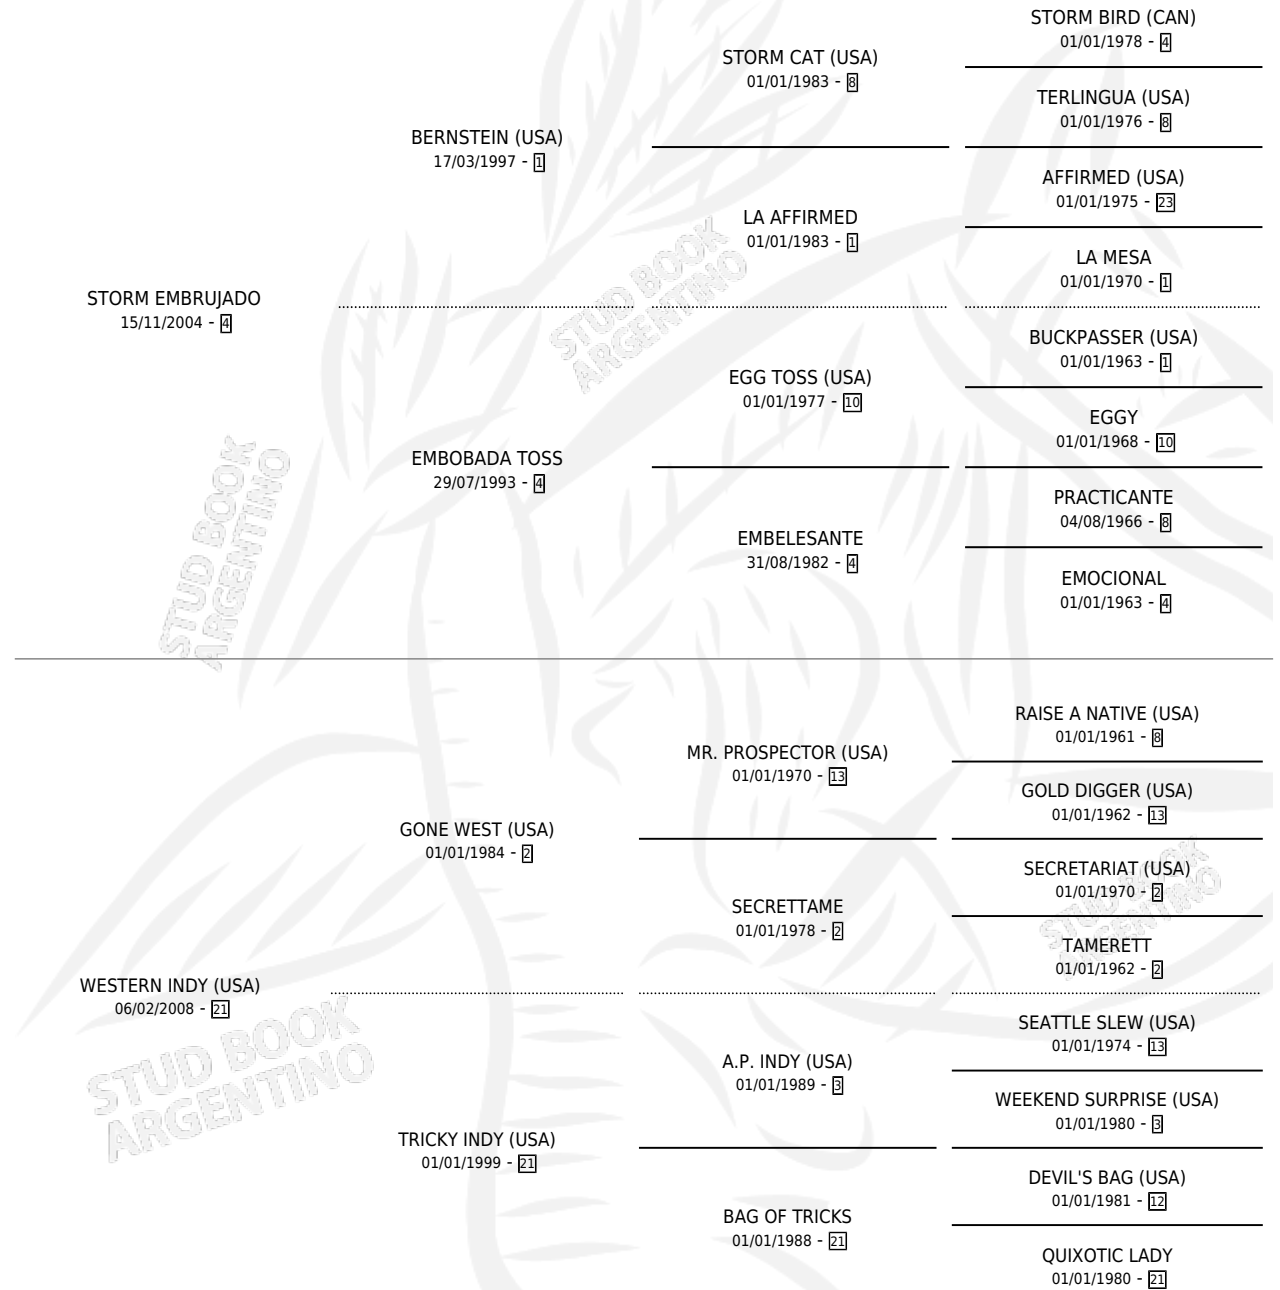 STORM BIRD (CAN)
01/01/1978 - 4
STORM CAT (USA)
01/01/1983 - 8
TERLINGUA (USA)
01/01/1976 - 8
BERNSTEIN (USA)
17/03/1997 - 1
AFFIRMED (USA)
01/01/1975 - 23
LA AFFIRMED
01/01/1983 - 1
LA MESA
01/01/1970 - 1
STORM EMBRUJADO
15/11/2004 - 4
BUCKPASSER (USA)
01/01/1963 - 1
EGG TOSS (USA)
01/01/1977 - 10
EGGY
01/01/1968 - 10
EMBOBADA TOSS
29/07/1993 - 4
PRACTICANTE
04/08/1966 - 8
EMBELESANTE
31/08/1982 - 4
EMOCIONAL
01/01/1963 - 4
RAISE A NATIVE (USA)
01/01/1961 - 8
MR. PROSPECTOR (USA)
01/01/1970 - 13
GOLD DIGGER (USA)
01/01/1962 - 13
GONE WEST (USA)
01/01/1984 - 2
SECRETARIAT (USA)
01/01/1970 - 2
SECRETTAME
01/01/1978 - 2
TAMERETT
01/01/1962 - 2
WESTERN INDY (USA)
06/02/2008 - 21
SEATTLE SLEW (USA)
01/01/1974 - 13
A.P. INDY (USA)
01/01/1989 - 3
WEEKEND SURPRISE (USA)
01/01/1980 - 3
TRICKY INDY (USA)
01/01/1999 - 21
DEVIL'S BAG (USA)
01/01/1981 - 12
BAG OF TRICKS
01/01/1988 - 21
QUIXOTIC LADY
01/01/1980 - 21
STUD BOOK
ARGENTINO
STUD BOOK
ARGENTINO
STUD BOOK
ARGENTINO
STUD BOOK
ARGENTINO